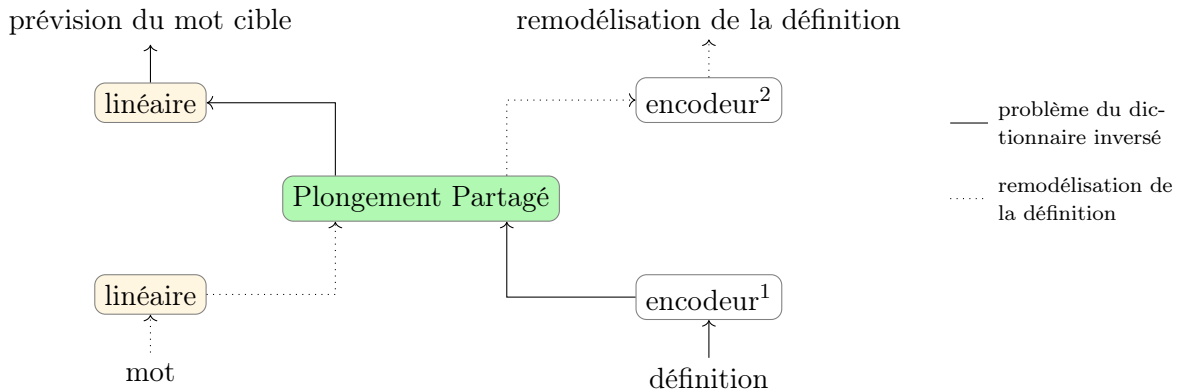 prévision du mot cible
remodélisation de la définition
linéaire
encodeur²
problème du dic-
tionnaire inversé
Plongement Partagé
remodélisation de
la définition
linéaire
encodeur¹
mot
définition